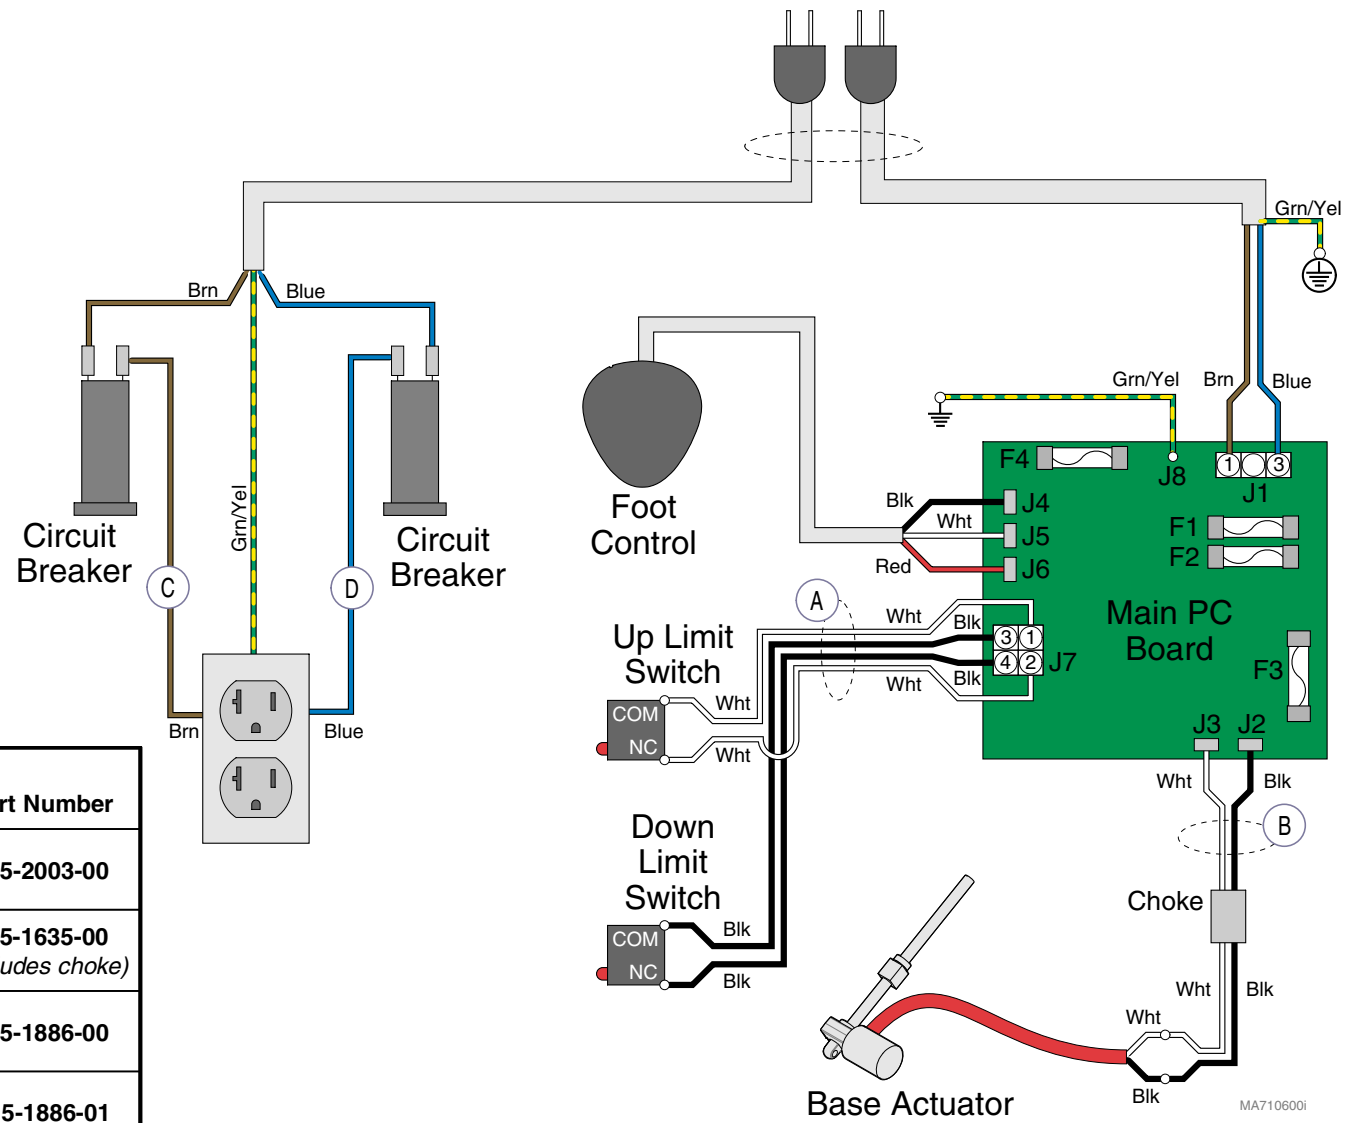 Grn/Yel
Brn
Blue
Grn/Yel
Brn
Blue
F4
J8
1
3
J1
Circuit
Breaker
Circuit
Breaker
Grn/Yel
C
D
Foot
Control
Blk
Wht
Red
J4
J5
J6
F1
F2
Main PC
Board
F3
A
Wht
Blk
3
1
4
2
J7
Blk
Wht
Up Limit
Switch
COM
NC
Wht
Wht
Brn
Blue
J3
J2
Wht
Blk
B
Choke
Down
Limit
Switch
COM
NC
Blk
Blk
Wht
Blk
Wht
Blk
Base Actuator
MA710600i
rt Number
5-2003-00
5-1635-00
udes choke)
5-1886-00
5-1886-01